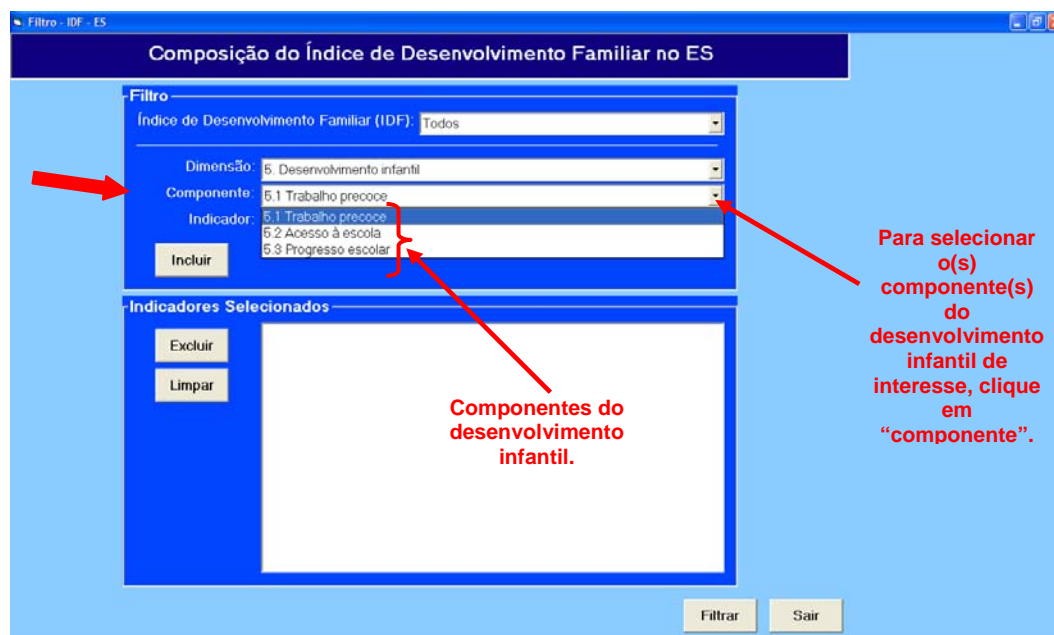 Filtro - IDF - ES
Composição do Índice de Desenvolvimento Familiar no ES
Filtro
Índice de Desenvolvimento Familiar (IDF): Todos
Dimensão: 5. Desenvolvimento infantil
Componente: 5.1 Trabalho precoce
Indicador: 5.1 Trabalho precoce
5.2 Acesso à escola
5.3 Progresso escolar
Incluir
Para selecionar
o(s)
componente(s)
do
desenvolvimento
infantil de
interesse, clique
em
“componente”.
Indicadores Selecionados
Excluir
Limpar
Componentes do
desenvolvimento
infantil.
Filtrar
Sair